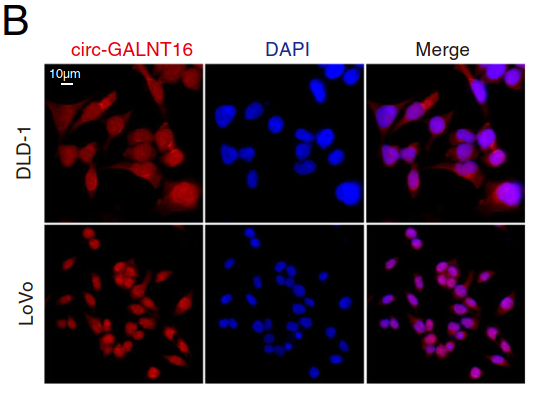 B
circ-GALNT16 DAPI Merge
10μm
DLD-1
LoVo